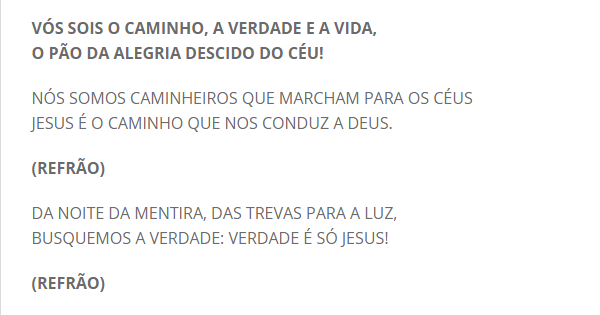 VÓS SOIS O CAMINHO, A VERDADE E A VIDA,
O PÃO DA ALEGRIA DESCIDO DO CÉU!
NÓS SOMOS CAMINHEIROS QUE MARCHAM PARA OS CÉUS
JESUS É O CAMINHO QUE NOS CONDUZ A DEUS.
(REFRÃO)
DA NOITE DA MENTIRA, DAS TREVAS PARA A LUZ,
BUSQUEMOS A VERDADE: VERDADE É SÓ JESUS!
(REFRÃO)